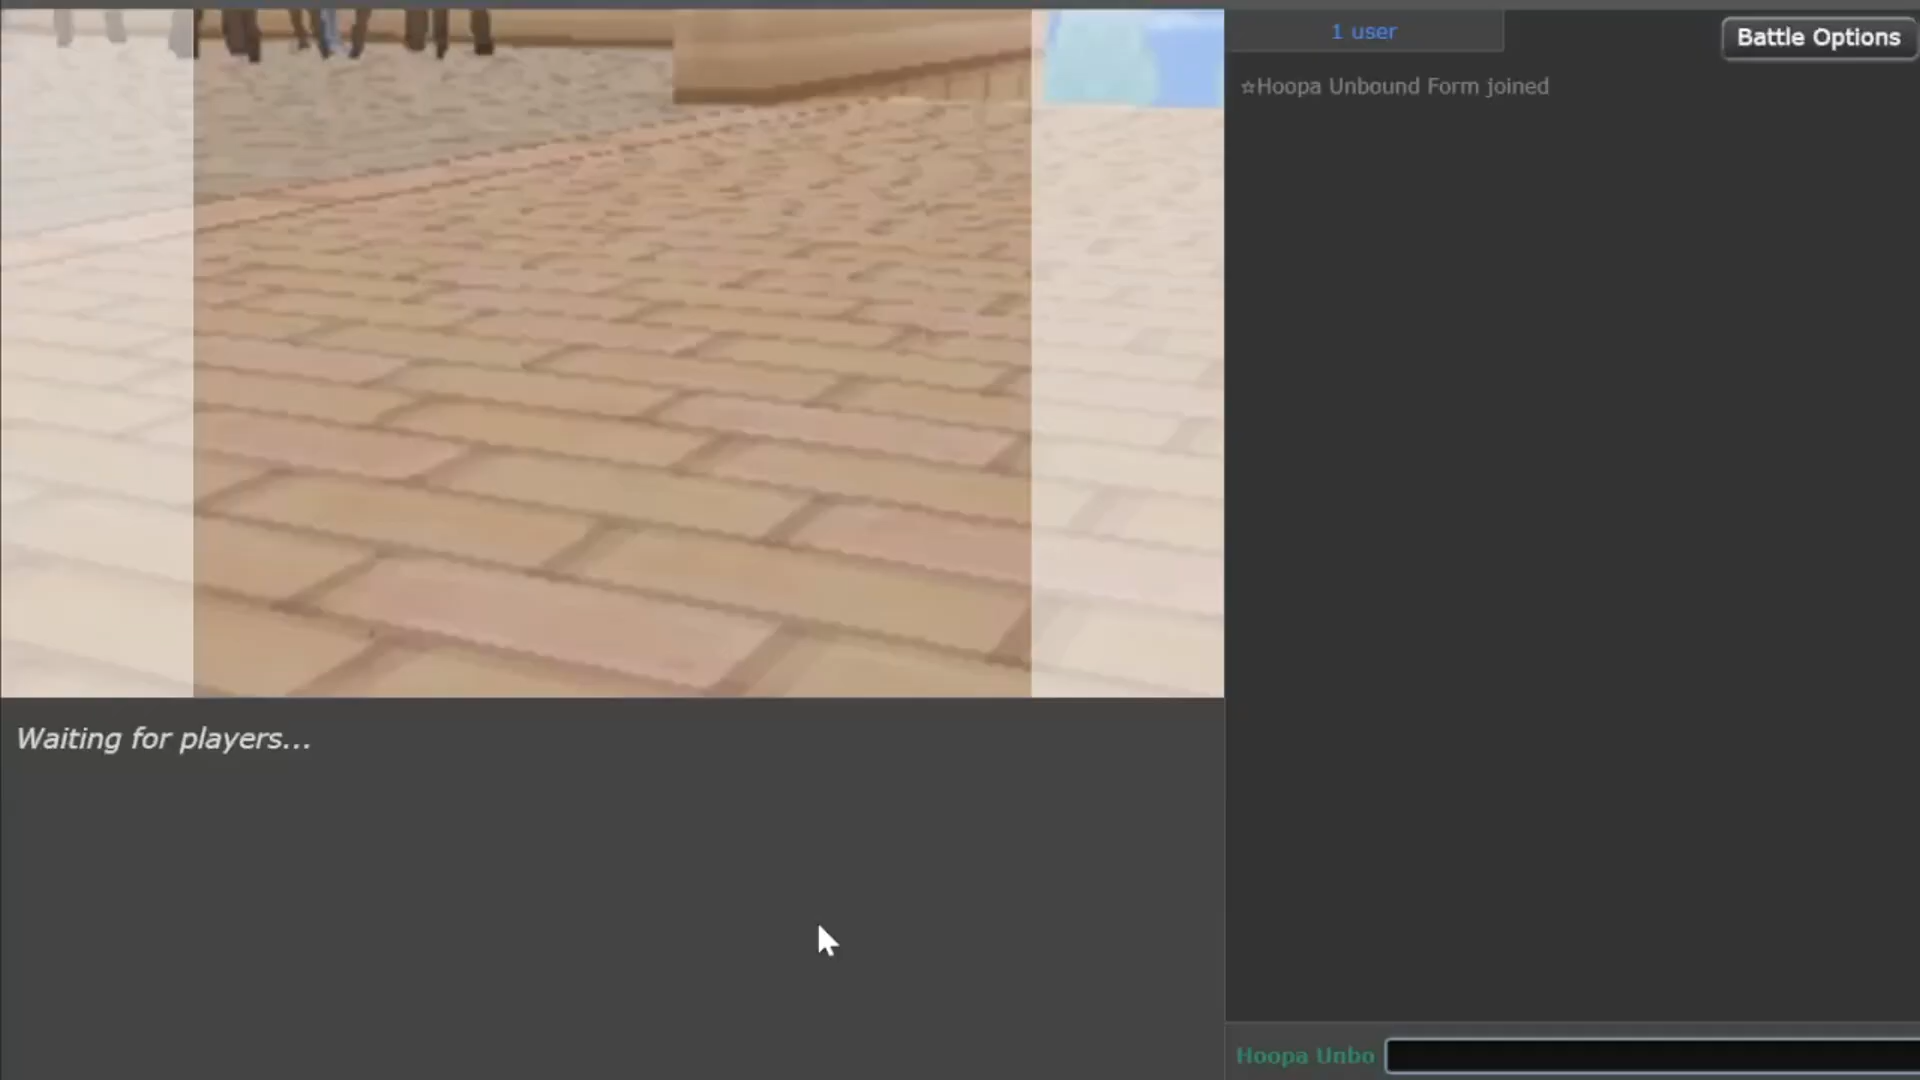 1 user
Battle Options
☆Hoopa Unbound Form joined
Waiting for players...
Hoopa Unbo